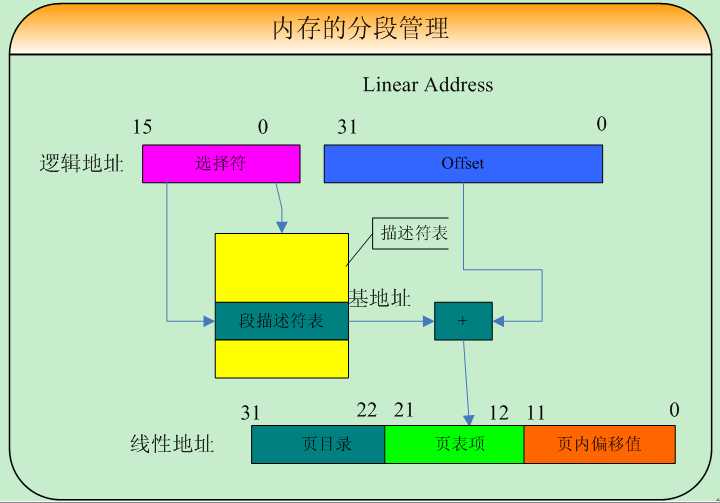 内存的分段管理
Linear Address
15 0 31 0
逻辑地址 选择符 Offset
描述符表
基地址
段描述符表 +
31 22 21 12 11 0
线性地址 页目录 页表项 页内偏移值